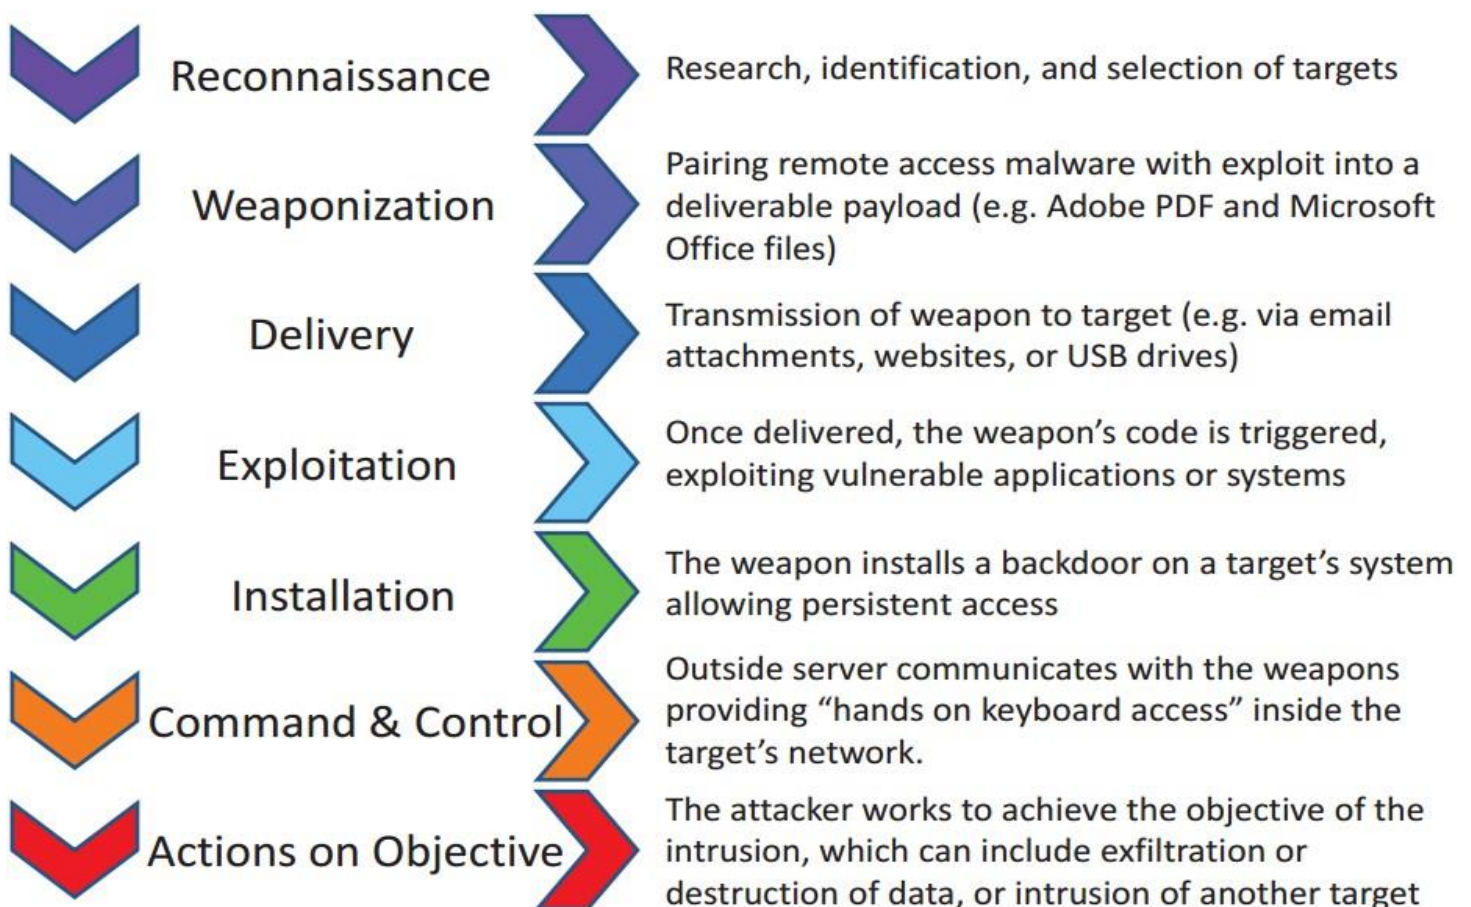 Reconnaissance
Research, identification, and selection of targets
Weaponization
Pairing remote access malware with exploit into a
deliverable payload (e.g. Adobe PDF and Microsoft
Office files)
Delivery
Transmission of weapon to target (e.g. via email
attachments, websites, or USB drives)
Exploitation
Once delivered, the weapon’s code is triggered,
exploiting vulnerable applications or systems
Installation
The weapon installs a backdoor on a target’s system
allowing persistent access
Command & Control
Outside server communicates with the weapons
providing “hands on keyboard access” inside the
target’s network.
Actions on Objective
The attacker works to achieve the objective of the
intrusion, which can include exfiltration or
destruction of data, or intrusion of another target